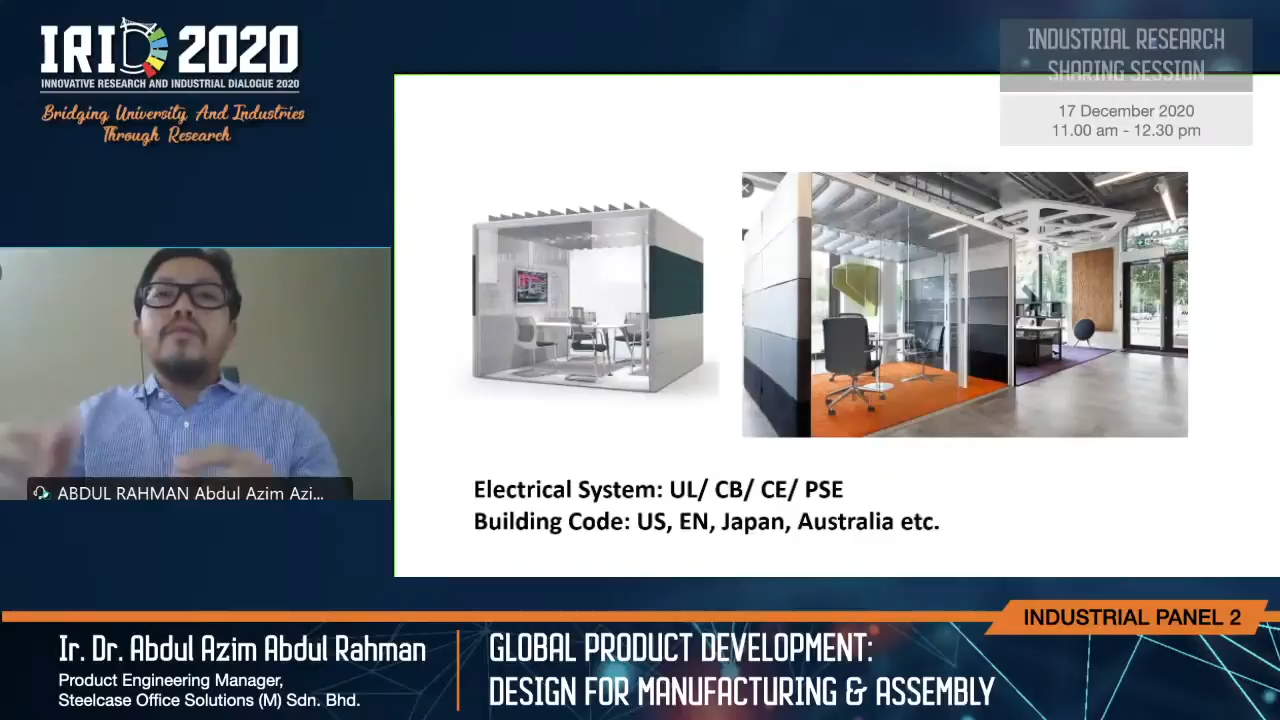 IRID 2020
INNOVATIVE RESEARCH AND INDUSTRIAL DIALOGUE 2020
Bridging University And Industries
Through Research
INDUSTRIAL RESEARCH
SHARING SESSION
17 December 2020
11.00 am - 12.30 pm
ABDUL RAHMAN Abdul Azim Azi...
Electrical System: UL/ CB/ CE/ PSE
Building Code: US, EN, Japan, Australia etc.
INDUSTRIAL PANEL 2
Ir. Dr. Abdul Azim Abdul Rahman
Product Engineering Manager,
Steelcase Office Solutions (M) Sdn. Bhd.
GLOBAL PRODUCT DEVELOPMENT:
DESIGN FOR MANUFACTURING & ASSEMBLY